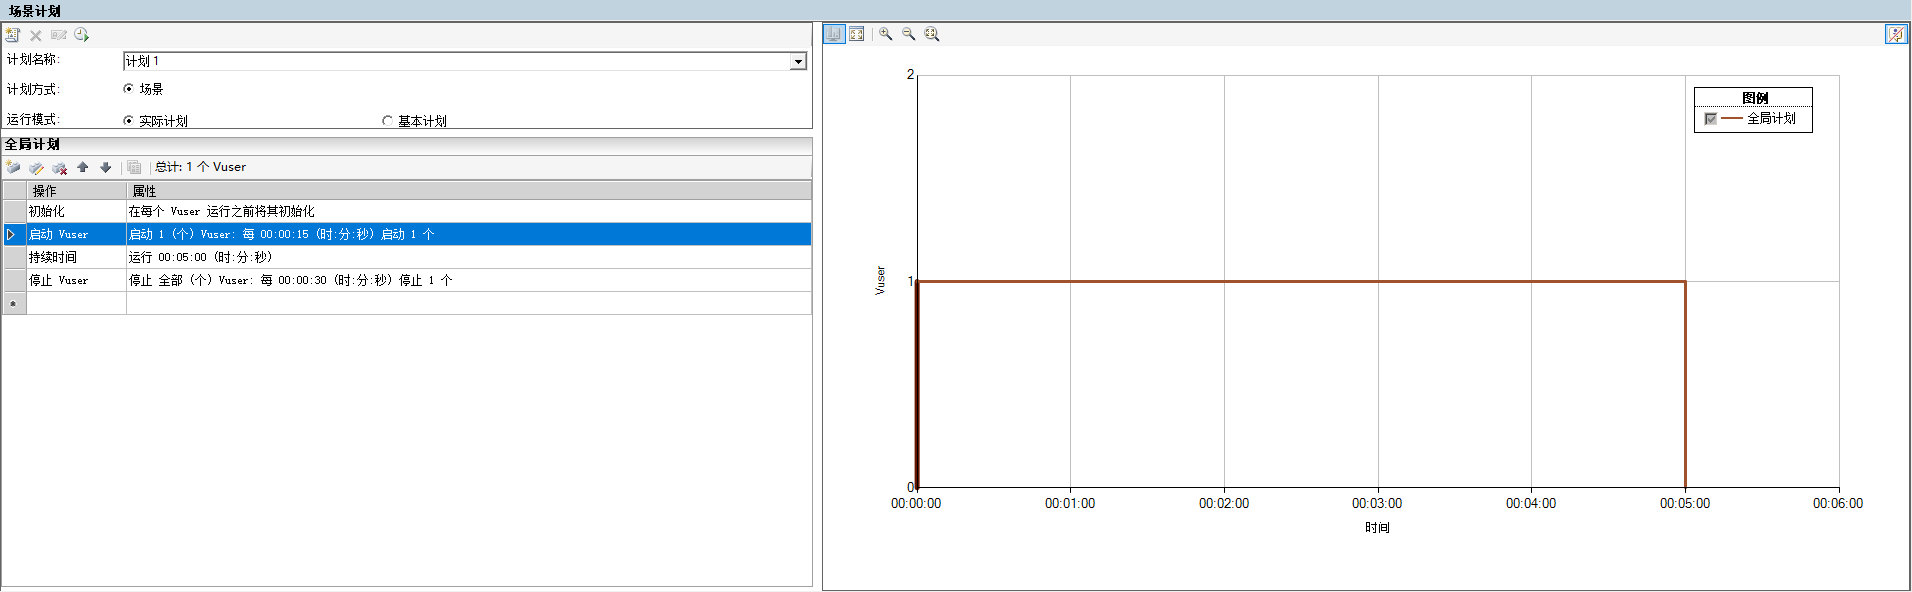 场景计划
计划名称:
计划 1
计划方式:
场景
运行模式:
实际计划
基本计划
全局计划
总计: 1 个 Vuser
操作 属性
初始化 在每个 Vuser 运行之前将其初始化
启动 Vuser 启动 1 (个) Vuser: 每 00:00:15 (时:分:秒) 启动 1 个
持续时间 运行 00:05:00 (时:分:秒)
停止 Vuser 停止 全部 (个) Vuser: 每 00:00:30 (时:分:秒) 停止 1 个
2
1
0
Vuser
00:00:00 00:01:00 00:02:00 00:03:00 00:04:00 00:05:00 00:06:00
时间
图例
全局计划